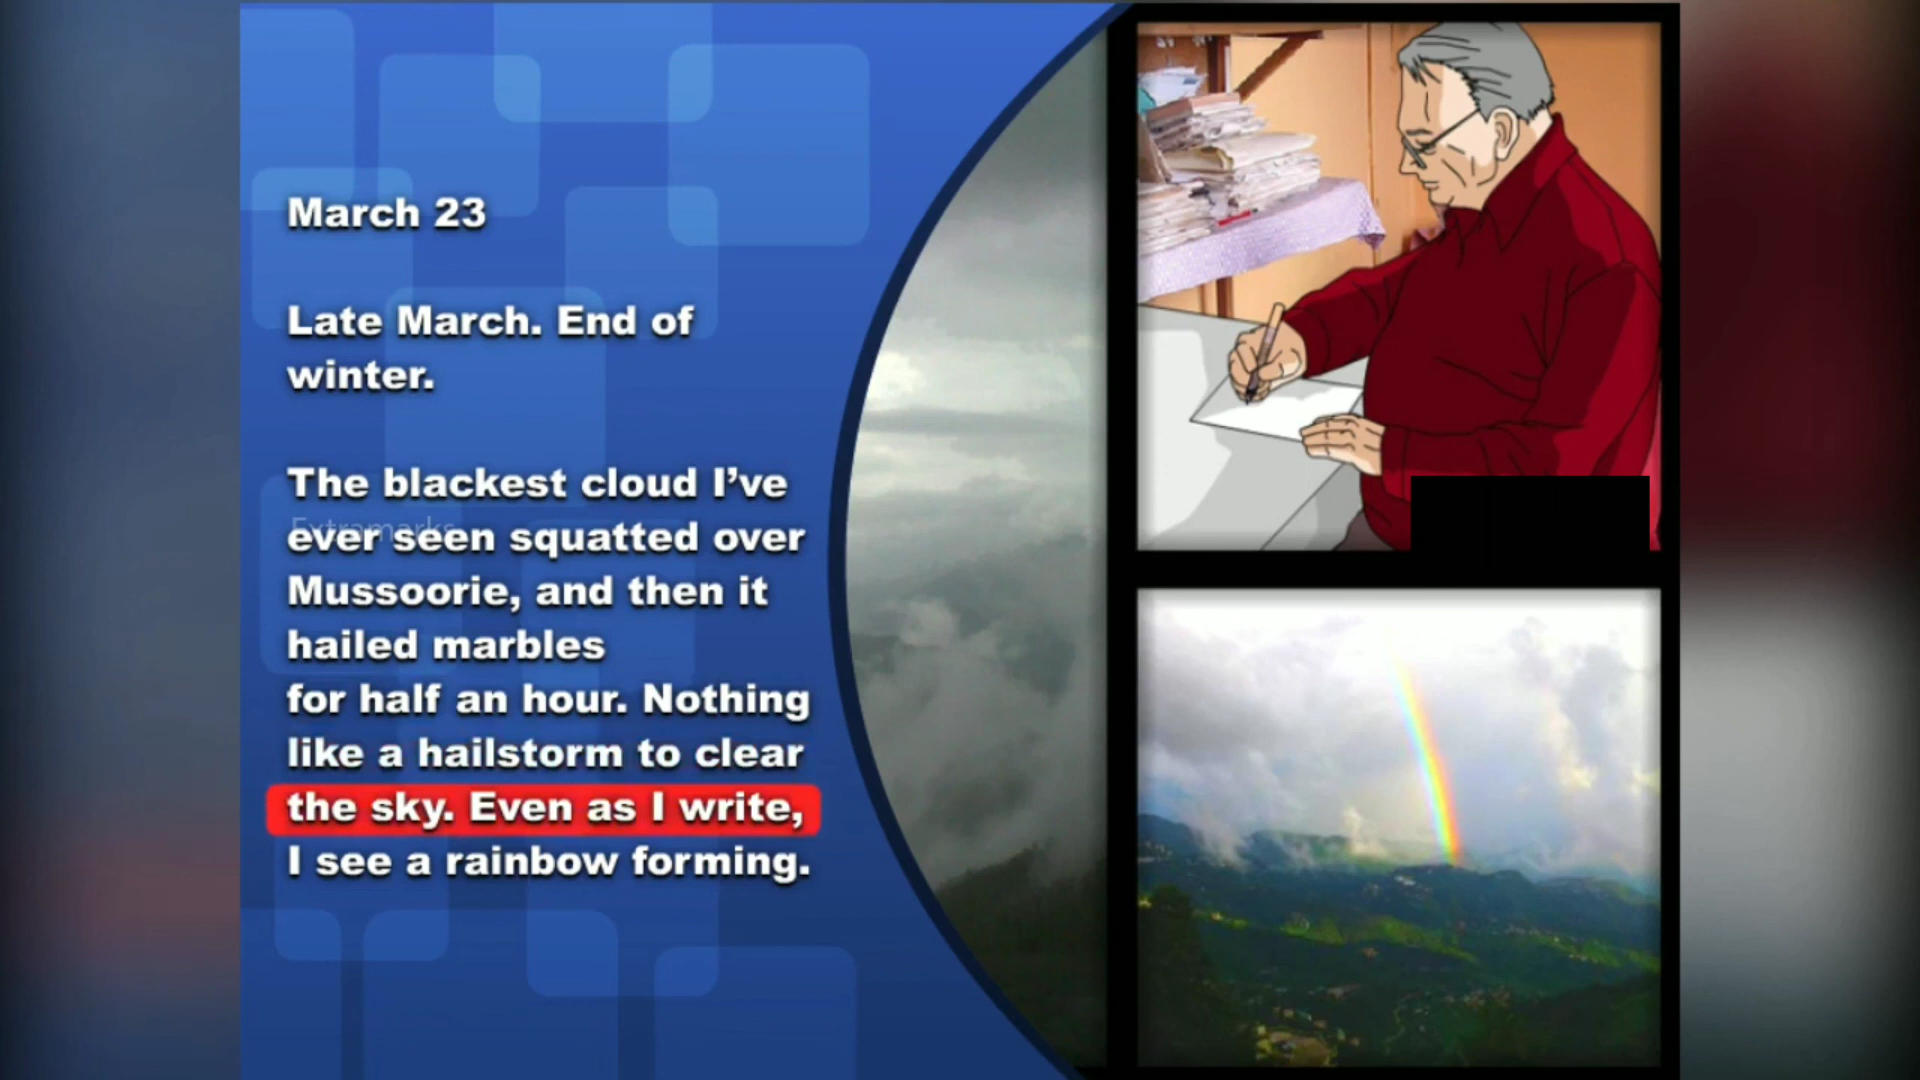 March 23
Late March. End of
winter.
The blackest cloud I’ve
Extramarks
ever seen squatted over
Mussoorie, and then it
hailed marbles
for half an hour. Nothing
like a hailstorm to clear
the sky. Even as I write,
I see a rainbow forming.